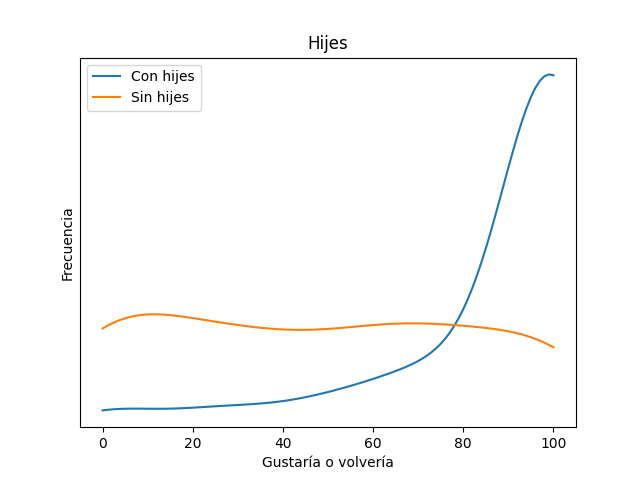 Hijes
Con hijes
Sin hijes
Frecuencia
0 20 40 60 80 100
Gustaría o volvería